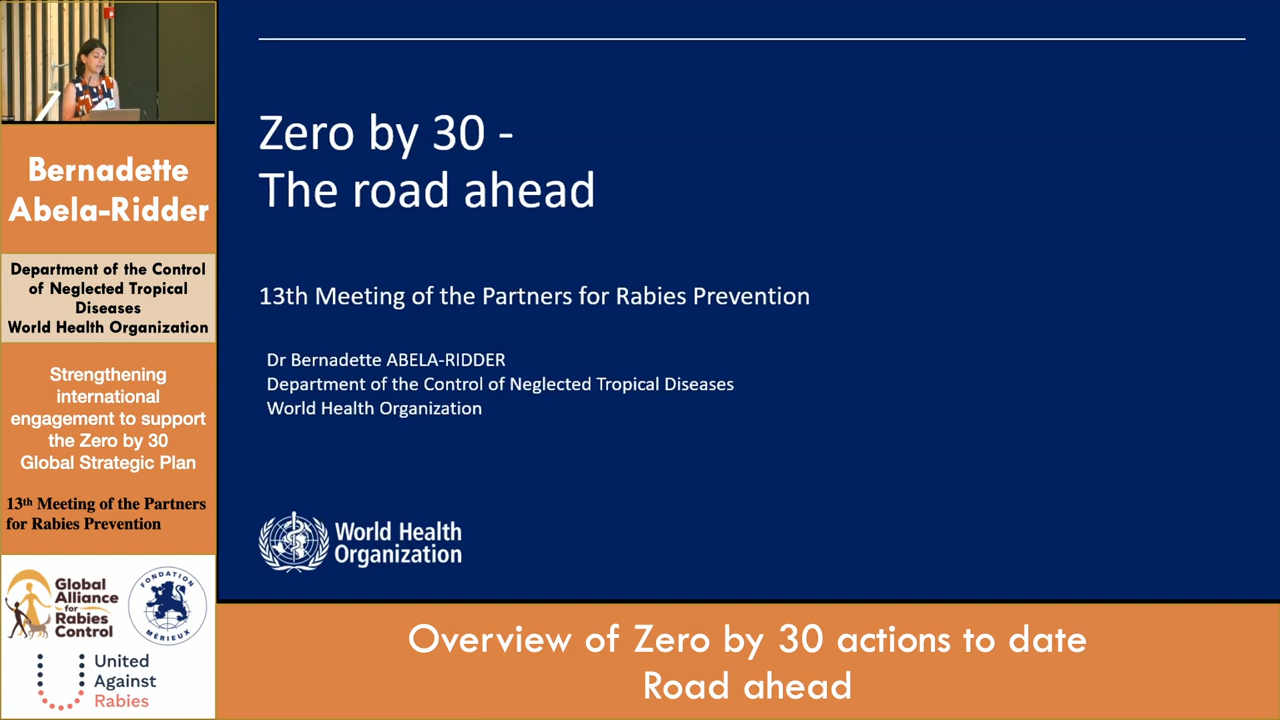 Bernadette
Abela-Ridder
Department of the Control
of Neglected Tropical
Diseases
World Health Organization
Strengthening
international
engagement to support
the Zero by 30
Global Strategic Plan
13th Meeting of the Partners
for Rabies Prevention
Global
Alliance
for
Rabies
Control
FONDATION
MÉRIEUX
United
Against
Rabies
Zero by 30 -
The road ahead
13th Meeting of the Partners for Rabies Prevention
Dr Bernadette ABELA-RIDDER
Department of the Control of Neglected Tropical Diseases
World Health Organization
World Health
Organization
Overview of Zero by 30 actions to date
Road ahead